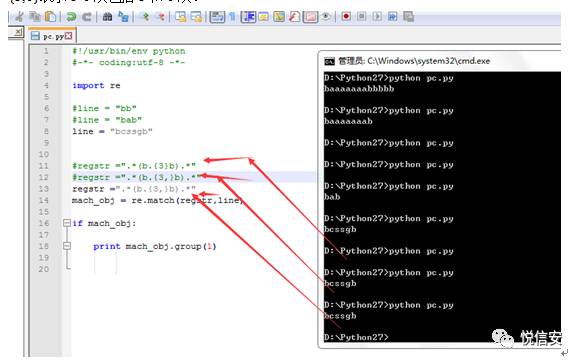 pc.py
1 #!/usr/bin/env python
2 #-*- coding:utf-8 -*-
3
4 import re
5
6 #line = "bb"
7 #line = "bab"
8 line = "bcssgb"
9
10
11 #regstr =".*(b.{3}b).*"
12 #regstr =".*(b.{3,}b).*"
13 regstr =".*(b.{3,}b).*"
14 mach_obj = re.match(regstr,line)
15
16 if mach_obj:
17
18 print mach_obj.group(1)
19
20
管理员: C:\Windows\system32\cmd.exe
D:\Python27>python pc.py
D:\Python27>python pc.py
D:\Python27>python pc.py
D:\Python27>python pc.py
D:\Python27>python pc.py
bab
D:\Python27>python pc.py
bcssgb
D:\Python27>python pc.py
D:\Python27>python pc.py
bcssgb
D:\Python27>python pc.py
bcssgb
D:\Python27>
悦信安